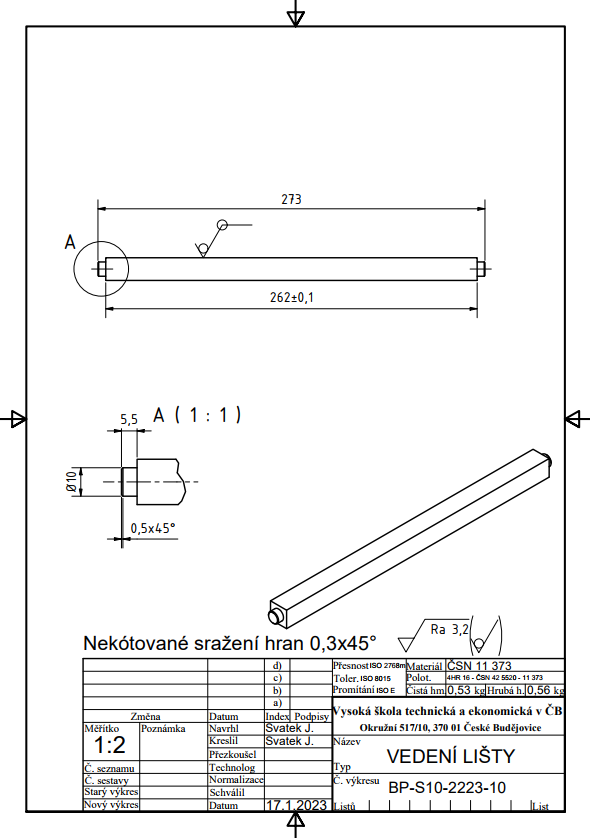 273
A
262±0,1
5,5
A ( 1 : 1 )
Ø10
0,5x45°
Nekótované sražení hran 0,3x45°
Ra 3,2
d)
c)
b)
a)
Přesnost ISO 2768m
Materiál ČSN 11 373
Toler. ISO 8015
Polot. 4HR 16 - ČSN 42 5520 - 11 373
Promítání ISO E
Čistá hm. 0,53 kg
Hrubá h. 0,56 kg
Změna
Datum
Index
Podpisy
Vysoká škola technická a ekonomická v ČB
Okružní 517/10, 370 01 České Budějovice
Měřítko
1:2
Poznámka
Navrhl
Svatek J.
Kreslil
Svatek J.
Přezkoušel
Technolog
Normalizace
Schválil
Datum
17.1.2023
Č. seznamu
Č. sestavy
Starý výkres
Nový výkres
Název
VEDENÍ LIŠTY
Typ
Č. výkresu
BP-S10-2223-10
Listů
List